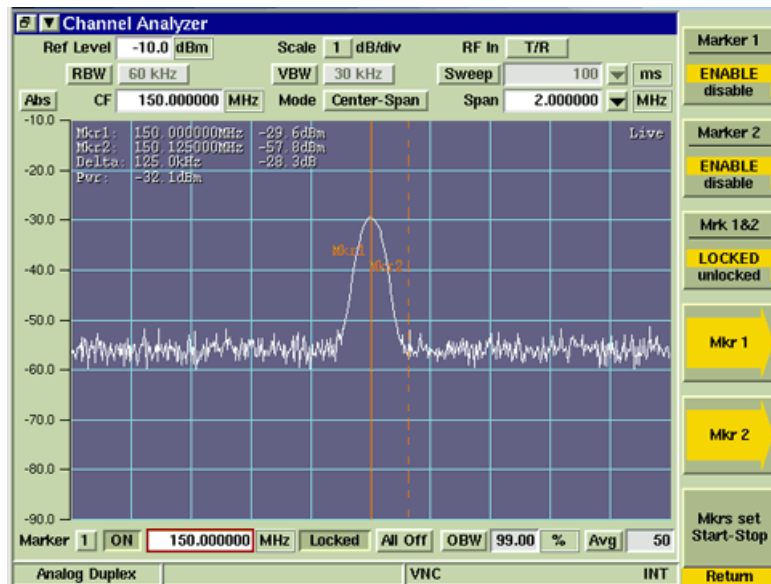 Channel Analyzer
Ref Level -10.0 dBm Scale 1 dB/div RF In T/R
RBW 60 kHz VBW 30 kHz Sweep 100 ms
Abs CF 150.000000 MHz Mode Center-Span Span 2.000000 MHz
-10.0
Mkr1: 150.000000MHz -29.6dBm
Live
Mkr2: 150.125000MHz -57.8dBm
Delta: 125.0kHz -28.3dB
Pwr: -32.1dBm
-20.0
-30.0
Mkr1
Mkr2
-40.0
-50.0
-60.0
-70.0
-80.0
-90.0
Marker 1 ON 150.000000 MHz Locked All Off OBW 99.00 % Avg 50
Analog Duplex VNC INT
Marker 1
ENABLE
disable
Marker 2
ENABLE
disable
Mrk 1&2
LOCKED
unlocked
Mkr 1
Mkr 2
Mkrs set
Start-Stop
Return